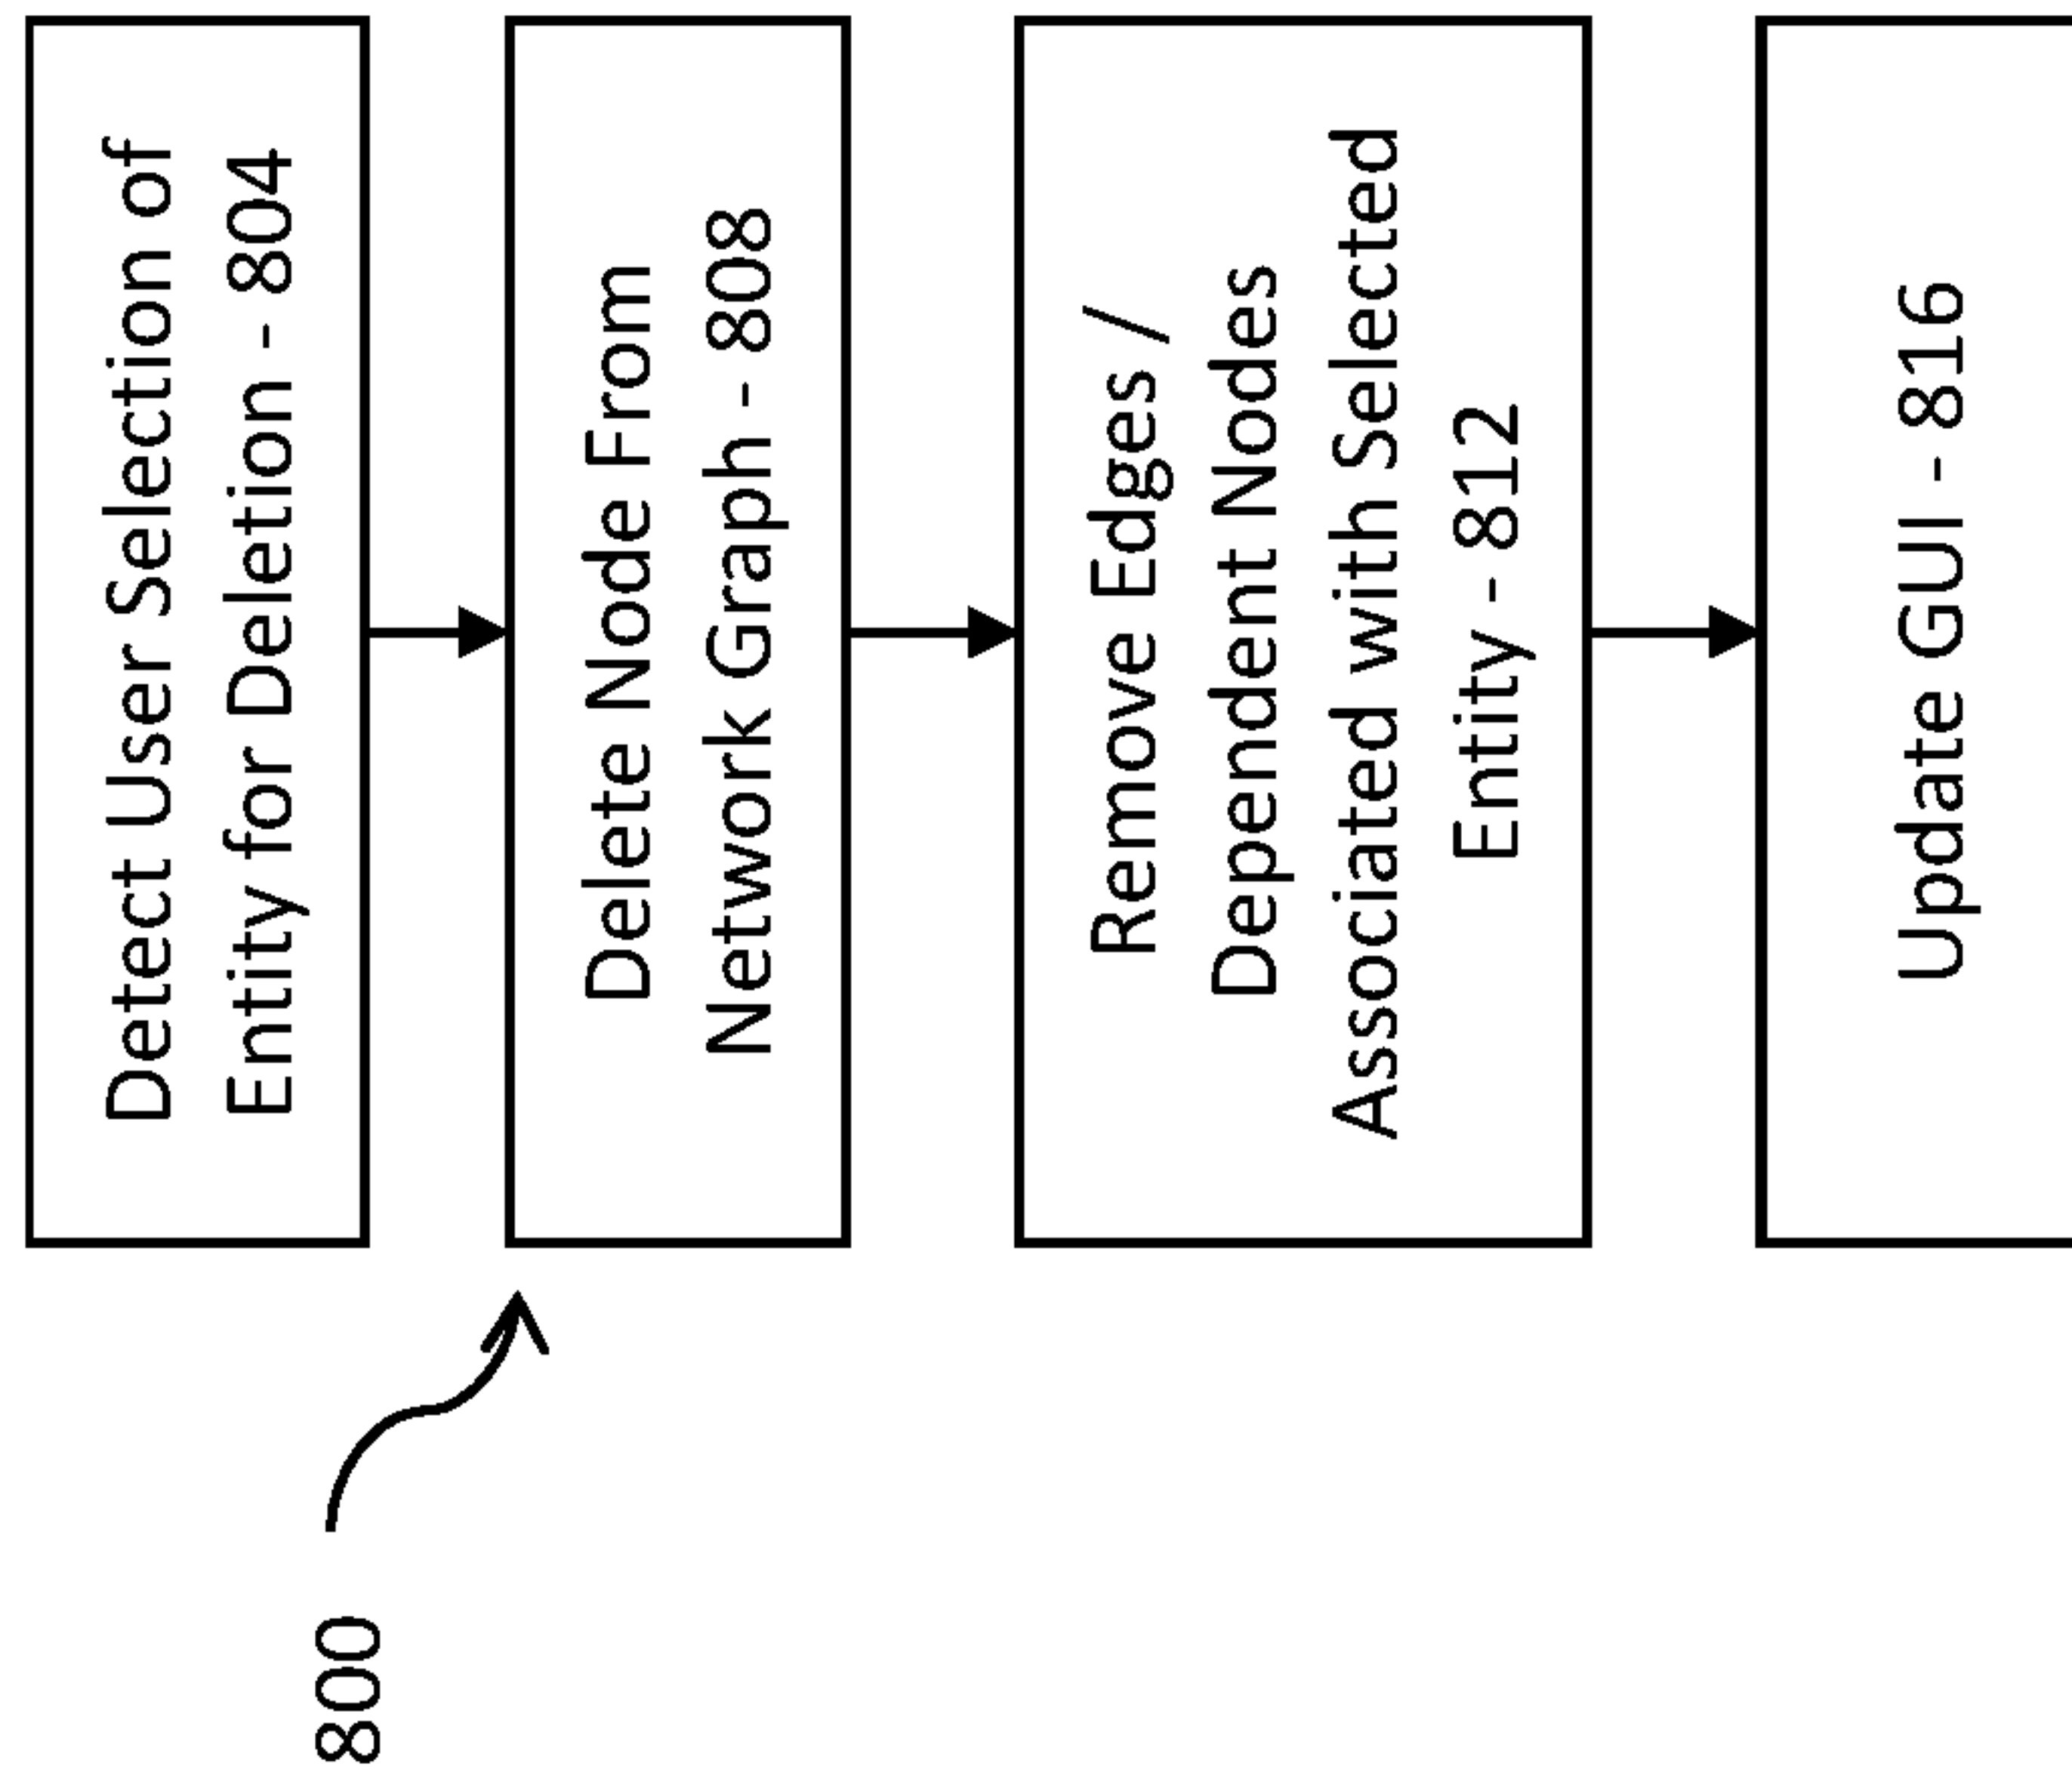 800
Detect User Selection of
Entity for Deletion - 804
Delete Node From
Network Graph - 808
Remove Edges /
Dependent Nodes
Associated with Selected
Entity - 812
Update GUI - 816